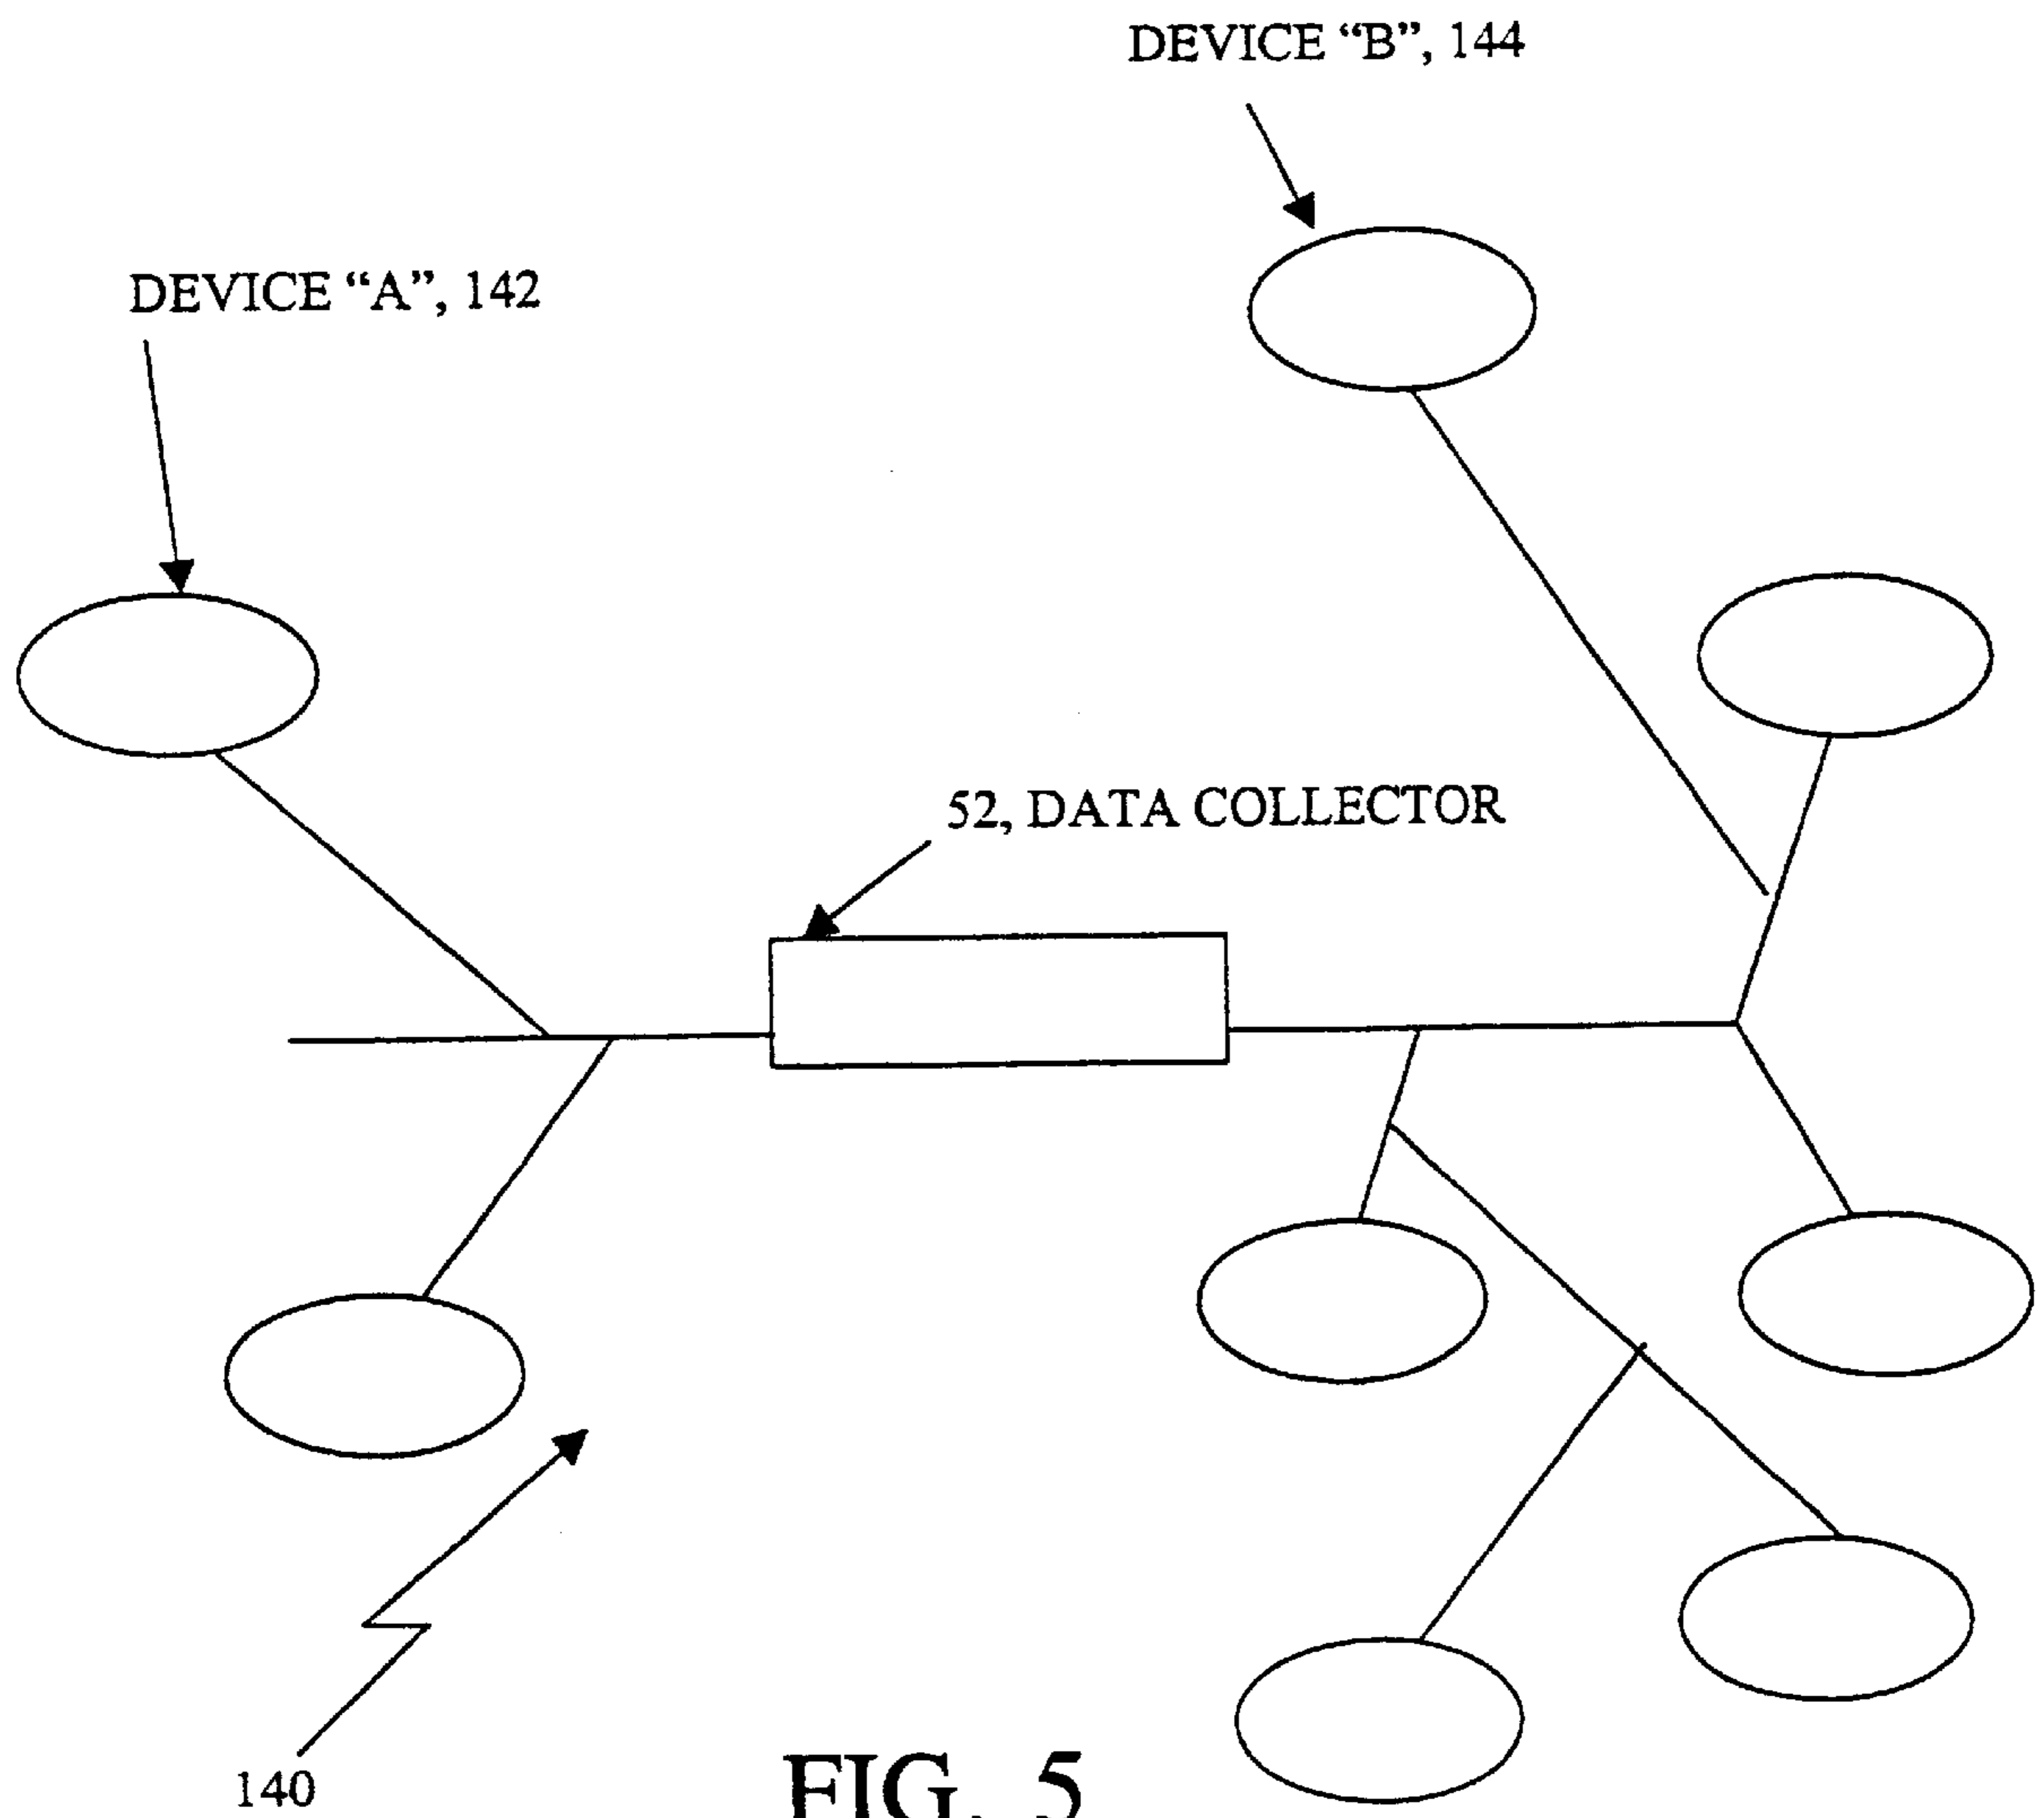 DEVICE “B”, 144
DEVICE “A”, 142
52, DATA COLLECTOR
140
FIG. 5